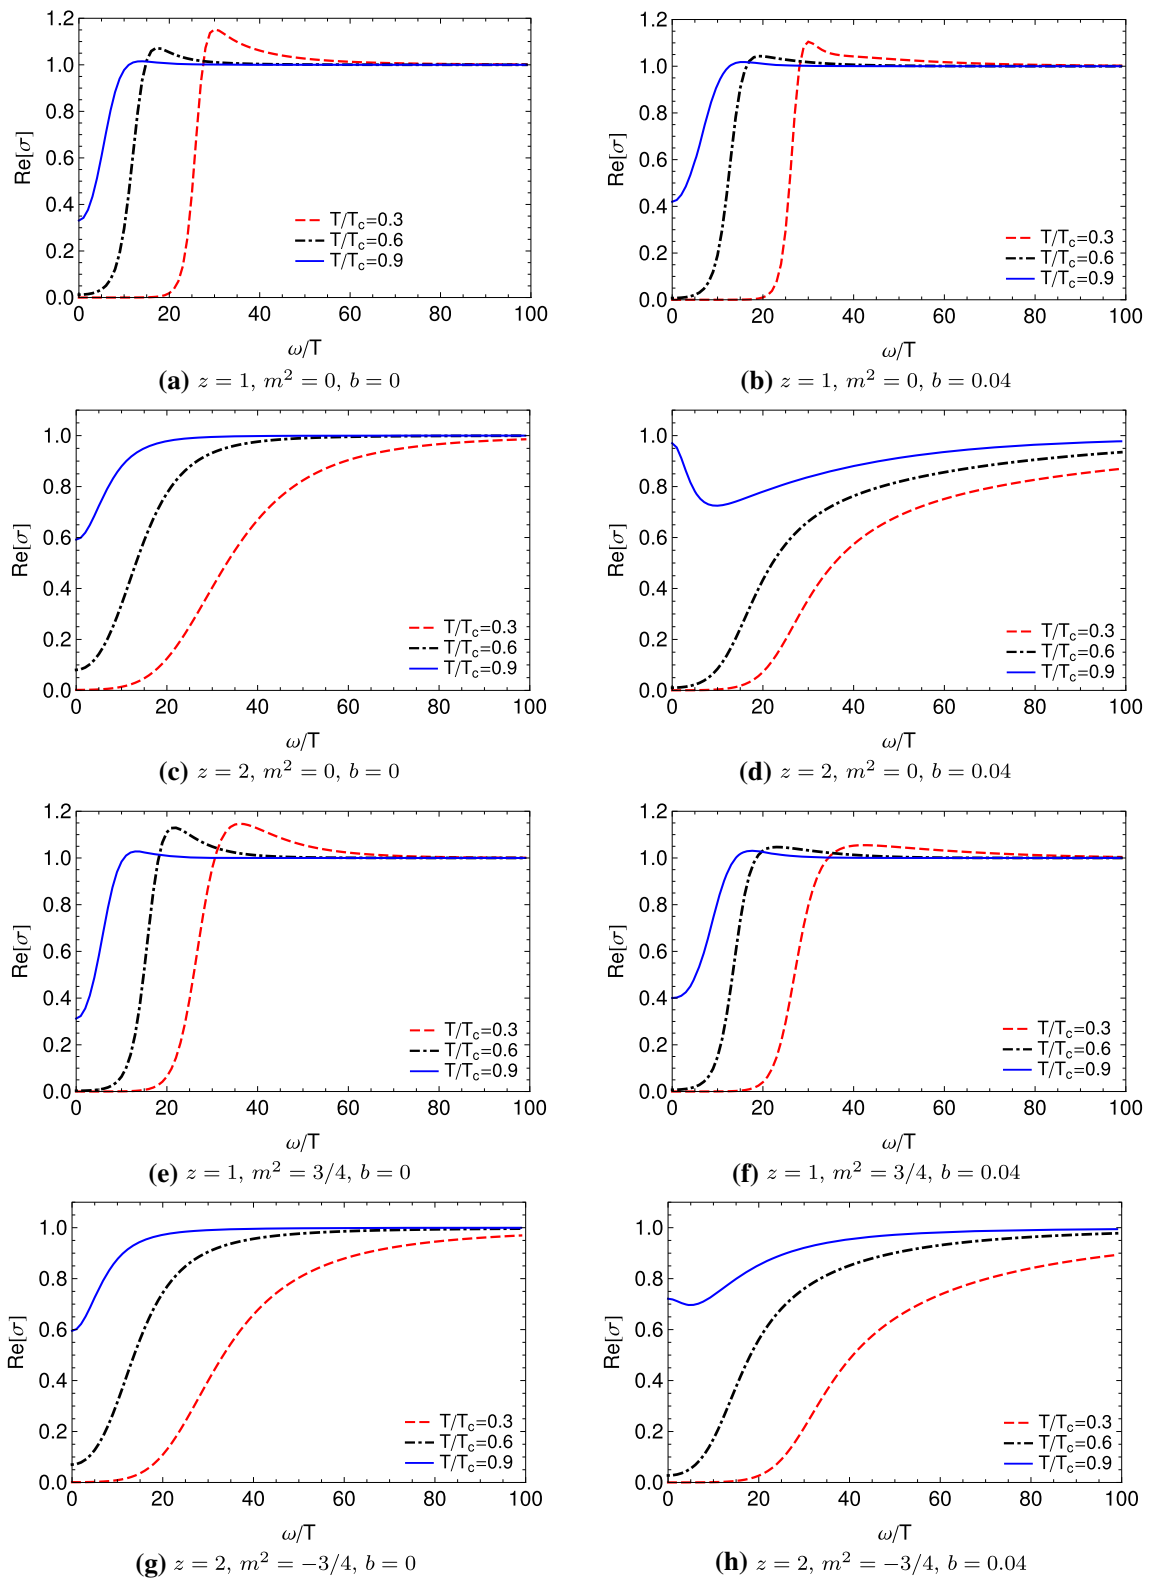 1.2
1.0
0.8
0.6
0.4
0.2
0.0
Re[σ]
T/Tc=0.3
T/Tc=0.6
T/Tc=0.9
0 20 40 60 80 100
ω/T
(a) z = 1, m² = 0, b = 0
1.2
1.0
0.8
0.6
0.4
0.2
0.0
Re[σ]
T/Tc=0.3
T/Tc=0.6
T/Tc=0.9
0 20 40 60 80 100
ω/T
(b) z = 1, m² = 0, b = 0.04
1.0
0.8
0.6
0.4
0.2
0.0
Re[σ]
T/Tc=0.3
T/Tc=0.6
T/Tc=0.9
0 20 40 60 80 100
ω/T
(c) z = 2, m² = 0, b = 0
1.0
0.8
0.6
0.4
0.2
0.0
Re[σ]
T/Tc=0.3
T/Tc=0.6
T/Tc=0.9
0 20 40 60 80 100
ω/T
(d) z = 2, m² = 0, b = 0.04
1.2
1.0
0.8
0.6
0.4
0.2
0.0
Re[σ]
T/Tc=0.3
T/Tc=0.6
T/Tc=0.9
0 20 40 60 80 100
ω/T
(e) z = 1, m² = 3/4, b = 0
1.2
1.0
0.8
0.6
0.4
0.2
0.0
Re[σ]
T/Tc=0.3
T/Tc=0.6
T/Tc=0.9
0 20 40 60 80 100
ω/T
(f) z = 1, m² = 3/4, b = 0.04
1.0
0.8
0.6
0.4
0.2
0.0
Re[σ]
T/Tc=0.3
T/Tc=0.6
T/Tc=0.9
0 20 40 60 80 100
ω/T
(g) z = 2, m² = −3/4, b = 0
1.0
0.8
0.6
0.4
0.2
0.0
Re[σ]
T/Tc=0.3
T/Tc=0.6
T/Tc=0.9
0 20 40 60 80 100
ω/T
(h) z = 2, m² = −3/4, b = 0.04